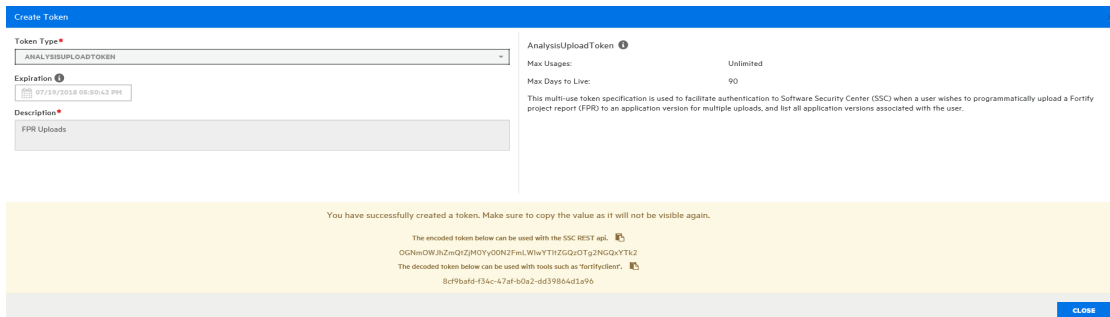 Create Token
Token Type*
ANALYSISUPLOADTOKEN
Expiration
07/19/2018 05:50:42 PM
Description*
FPR Uploads
AnalysisUploadToken
Max Usages: Unlimited
Max Days to Live: 90
This multi-use token specification is used to facilitate authentication to Software Security Center (SSC) when a user wishes to programmatically upload a Fortify
project report (FPR) to an application version for multiple uploads, and list all application versions associated with the user.
You have successfully created a token. Make sure to copy the value as it will not be visible again.
The encoded token below can be used with the SSC REST api.
OGNmOWJhZmQtZjM0Yy00N2FmLWIwYTItZGQzOTg2NGQxYTk2
The decoded token below can be used with tools such as 'fortifyclient'.
8cf9bafd-f34c-47af-b0a2-dd39864d1a96
CLOSE